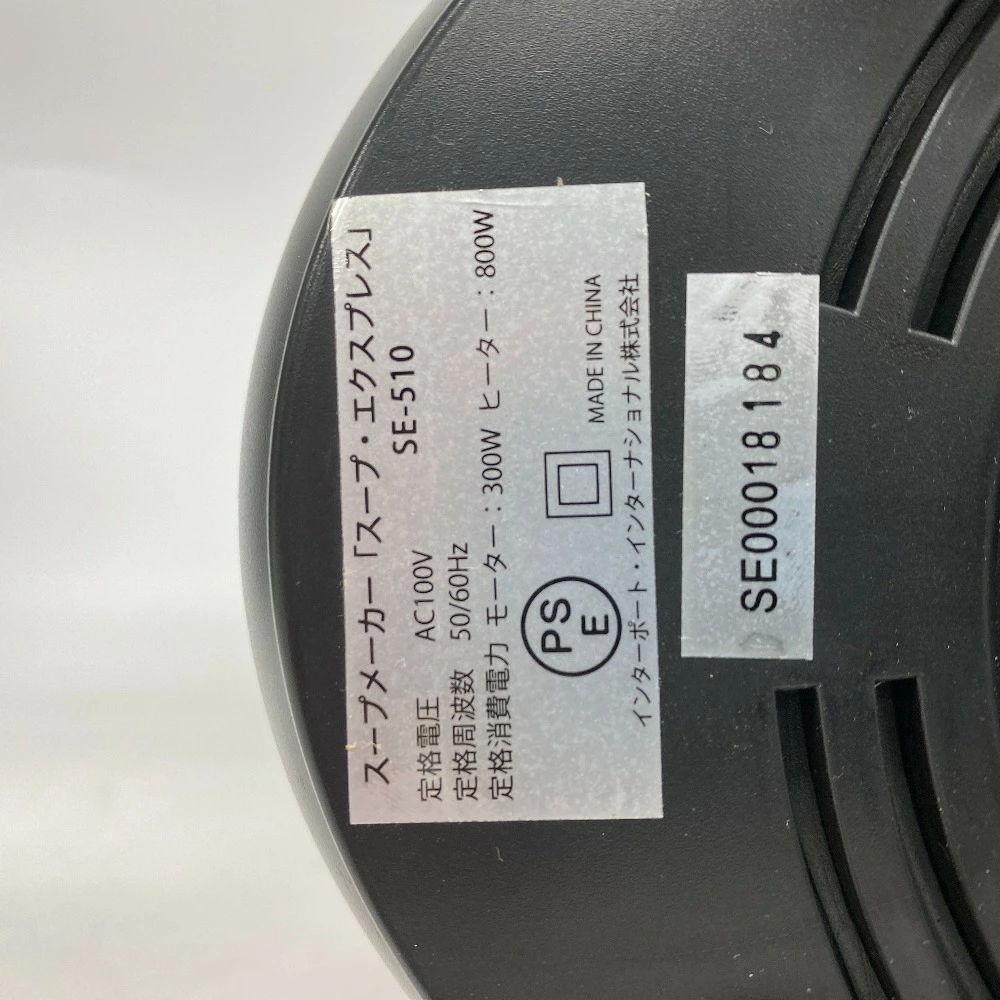 スープメーカー「スープ・エクスプレス」
SE-510
定格電圧 AC100V
定格周波数 50/60Hz
定格消費電力 モーター：300W ヒーター：800W
PS
E
MADE IN CHINA
インターポート・インターナショナル株式会社
SE00018184